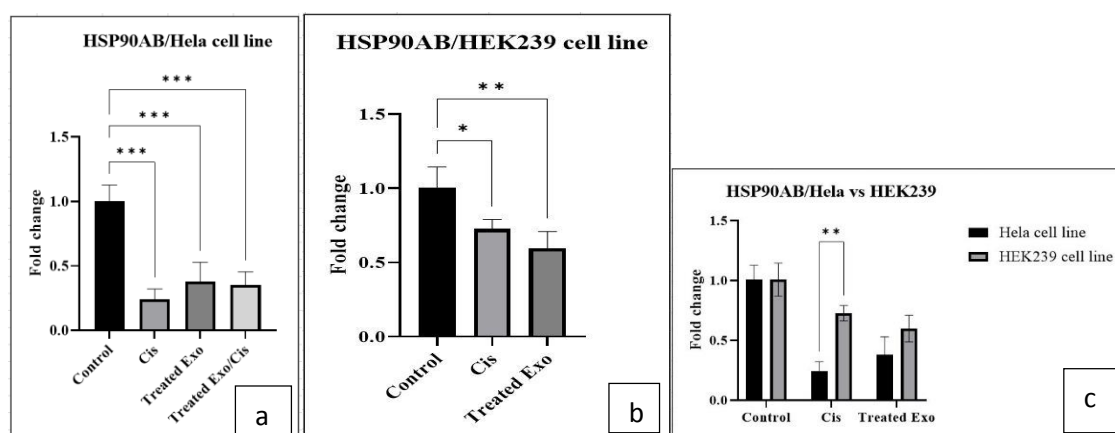 HSP90AB/Hela cell line
***
***
***
Fold change
1.5
1.0
0.5
0.0
Control
Cis
Treated Exo
Treated Exo/Cis
a
HSP90AB/HEK239 cell line
**
*
Fold change
1.5
1.0
0.5
0.0
Control
Cis
Treated Exo
b
HSP90AB/Hela vs HEK239
Hela cell line
HEK239 cell line
**
Fold change
1.5
1.0
0.5
0.0
Control Cis Treated Exo
c